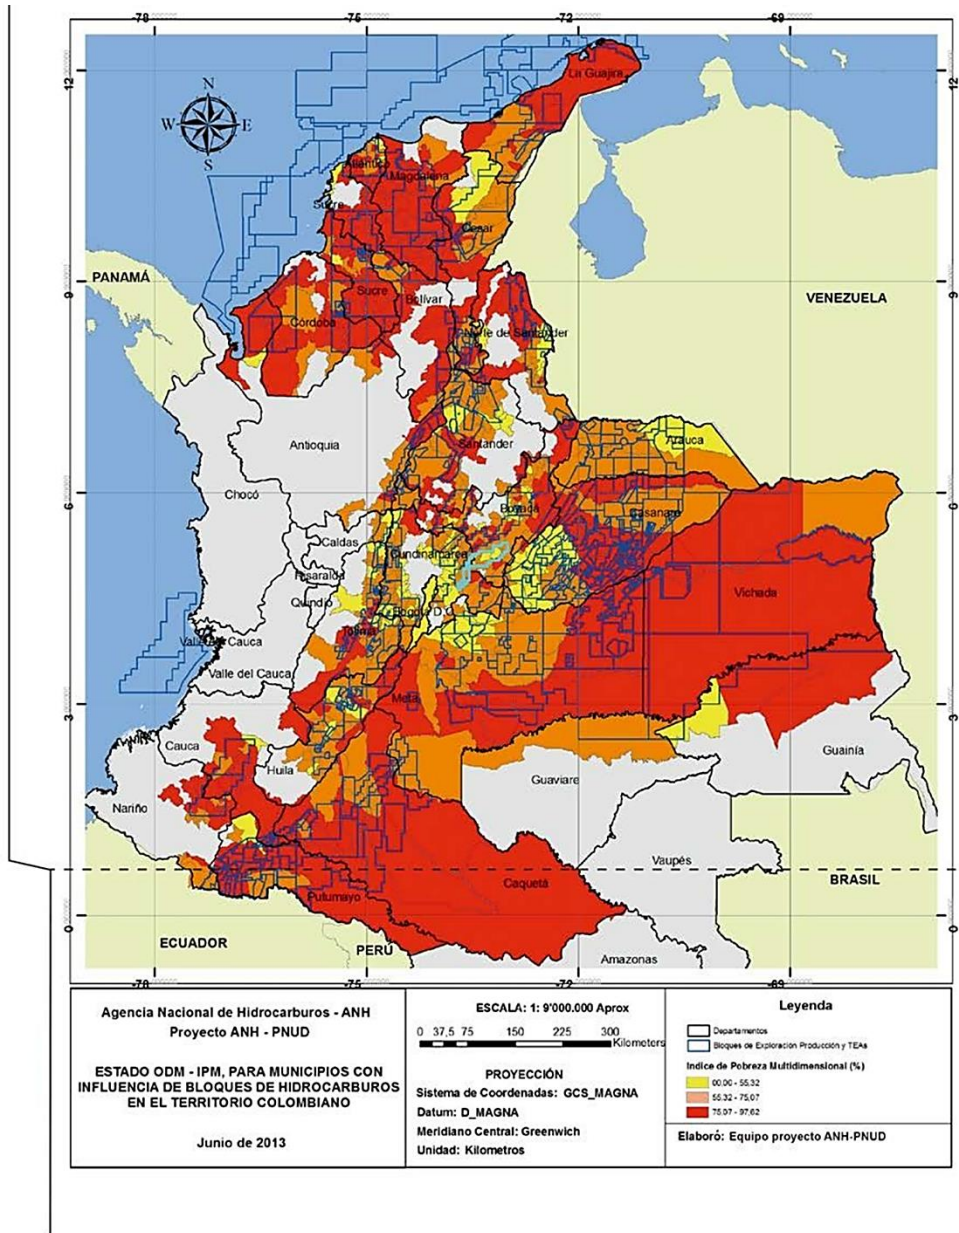 -78
-75
-72
-69
12
12
N
W E
S
La Guajira
Atlántico
Magdalena
Sucre
Cesar
PANAMÁ
9
9
Sucre
Bolívar
VENEZUELA
Córdoba
Norte de Santander
Antioquia
Santander
Arauca
Chocó
6
6
Boyacá
Casanare
Caldas
Cundinamarca
Risaralda
Vichada
Quindío
Bogotá D.C.
Tolima
Valle del Cauca
Valle del Cauca
Meta
3
3
Cauca
Huila
Guainía
Guaviare
Nariño
Vaupés
Caquetá
BRASIL
Putumayo
0
0
ECUADOR
PERÚ
Amazonas
-78
-75
-72
-69
Agencia Nacional de Hidrocarburos - ANH
Proyecto ANH - PNUD
ESTADO ODM - IPM, PARA MUNICIPIOS CON
INFLUENCIA DE BLOQUES DE HIDROCARBUROS
EN EL TERRITORIO COLOMBIANO
Junio de 2013
ESCALA: 1: 9'000.000 Aprox
0 37,5 75 150 225 300
Kilometers
PROYECCIÓN
Sistema de Coordenadas: GCS_MAGNA
Datum: D_MAGNA
Meridiano Central: Greenwich
Unidad: Kilometros
Leyenda
Departamentos
Bloques de Exploración Producción y TEAs
Indice de Pobreza Multidimensional (%)
00,00 - 55,32
55,32 - 75,07
75,07 - 97,62
Elaboró: Equipo proyecto ANH-PNUD